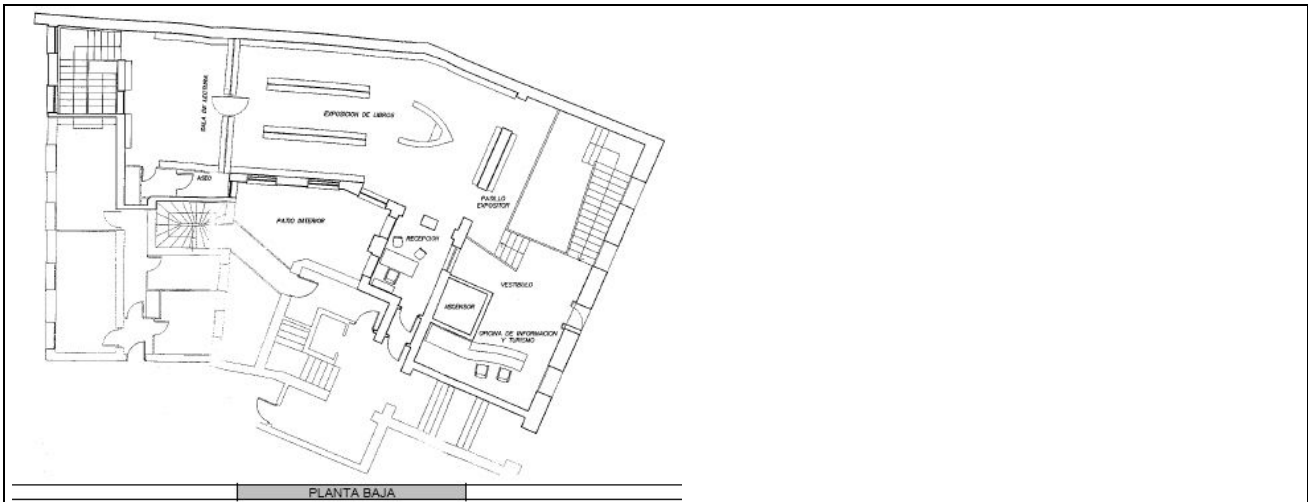 SALA DE LECTURA
EXPOSICION DE LIBROS
ASEO
PASILLO
EXPOSITOR
PATIO INTERIOR
RECEPCION
VESTIBULO
ASCENSOR
OFICINA DE INFORMACION
Y TURISMO
PLANTA BAJA